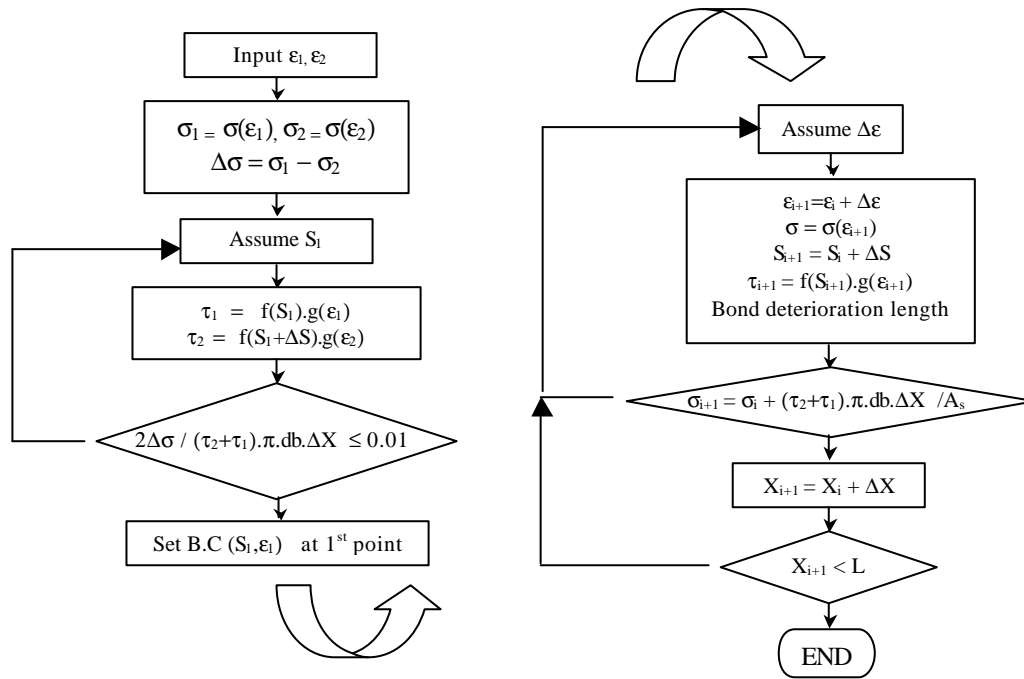 Input ε₁, ε₂
σ₁ = σ(ε₁), σ₂ = σ(ε₂)
Δσ = σ₁ − σ₂
Assume S₁
τ₁ = f(S₁).g(ε₁)
τ₂ = f(S₁+ΔS).g(ε₂)
2Δσ / (τ₂+τ₁).π.db.ΔX ≤ 0.01
Set B.C (S₁,ε₁) at 1ˢᵗ point
Assume Δε
εᵢ₊₁=εᵢ + Δε
σ = σ(εᵢ₊₁)
Sᵢ₊₁ = Sᵢ + ΔS
τᵢ₊₁ = f(Sᵢ₊₁).g(εᵢ₊₁)
Bond deterioration length
σᵢ₊₁ = σᵢ + (τ₂+τ₁).π.db.ΔX /Aₛ
Xᵢ₊₁ = Xᵢ + ΔX
Xᵢ₊₁ < L
END